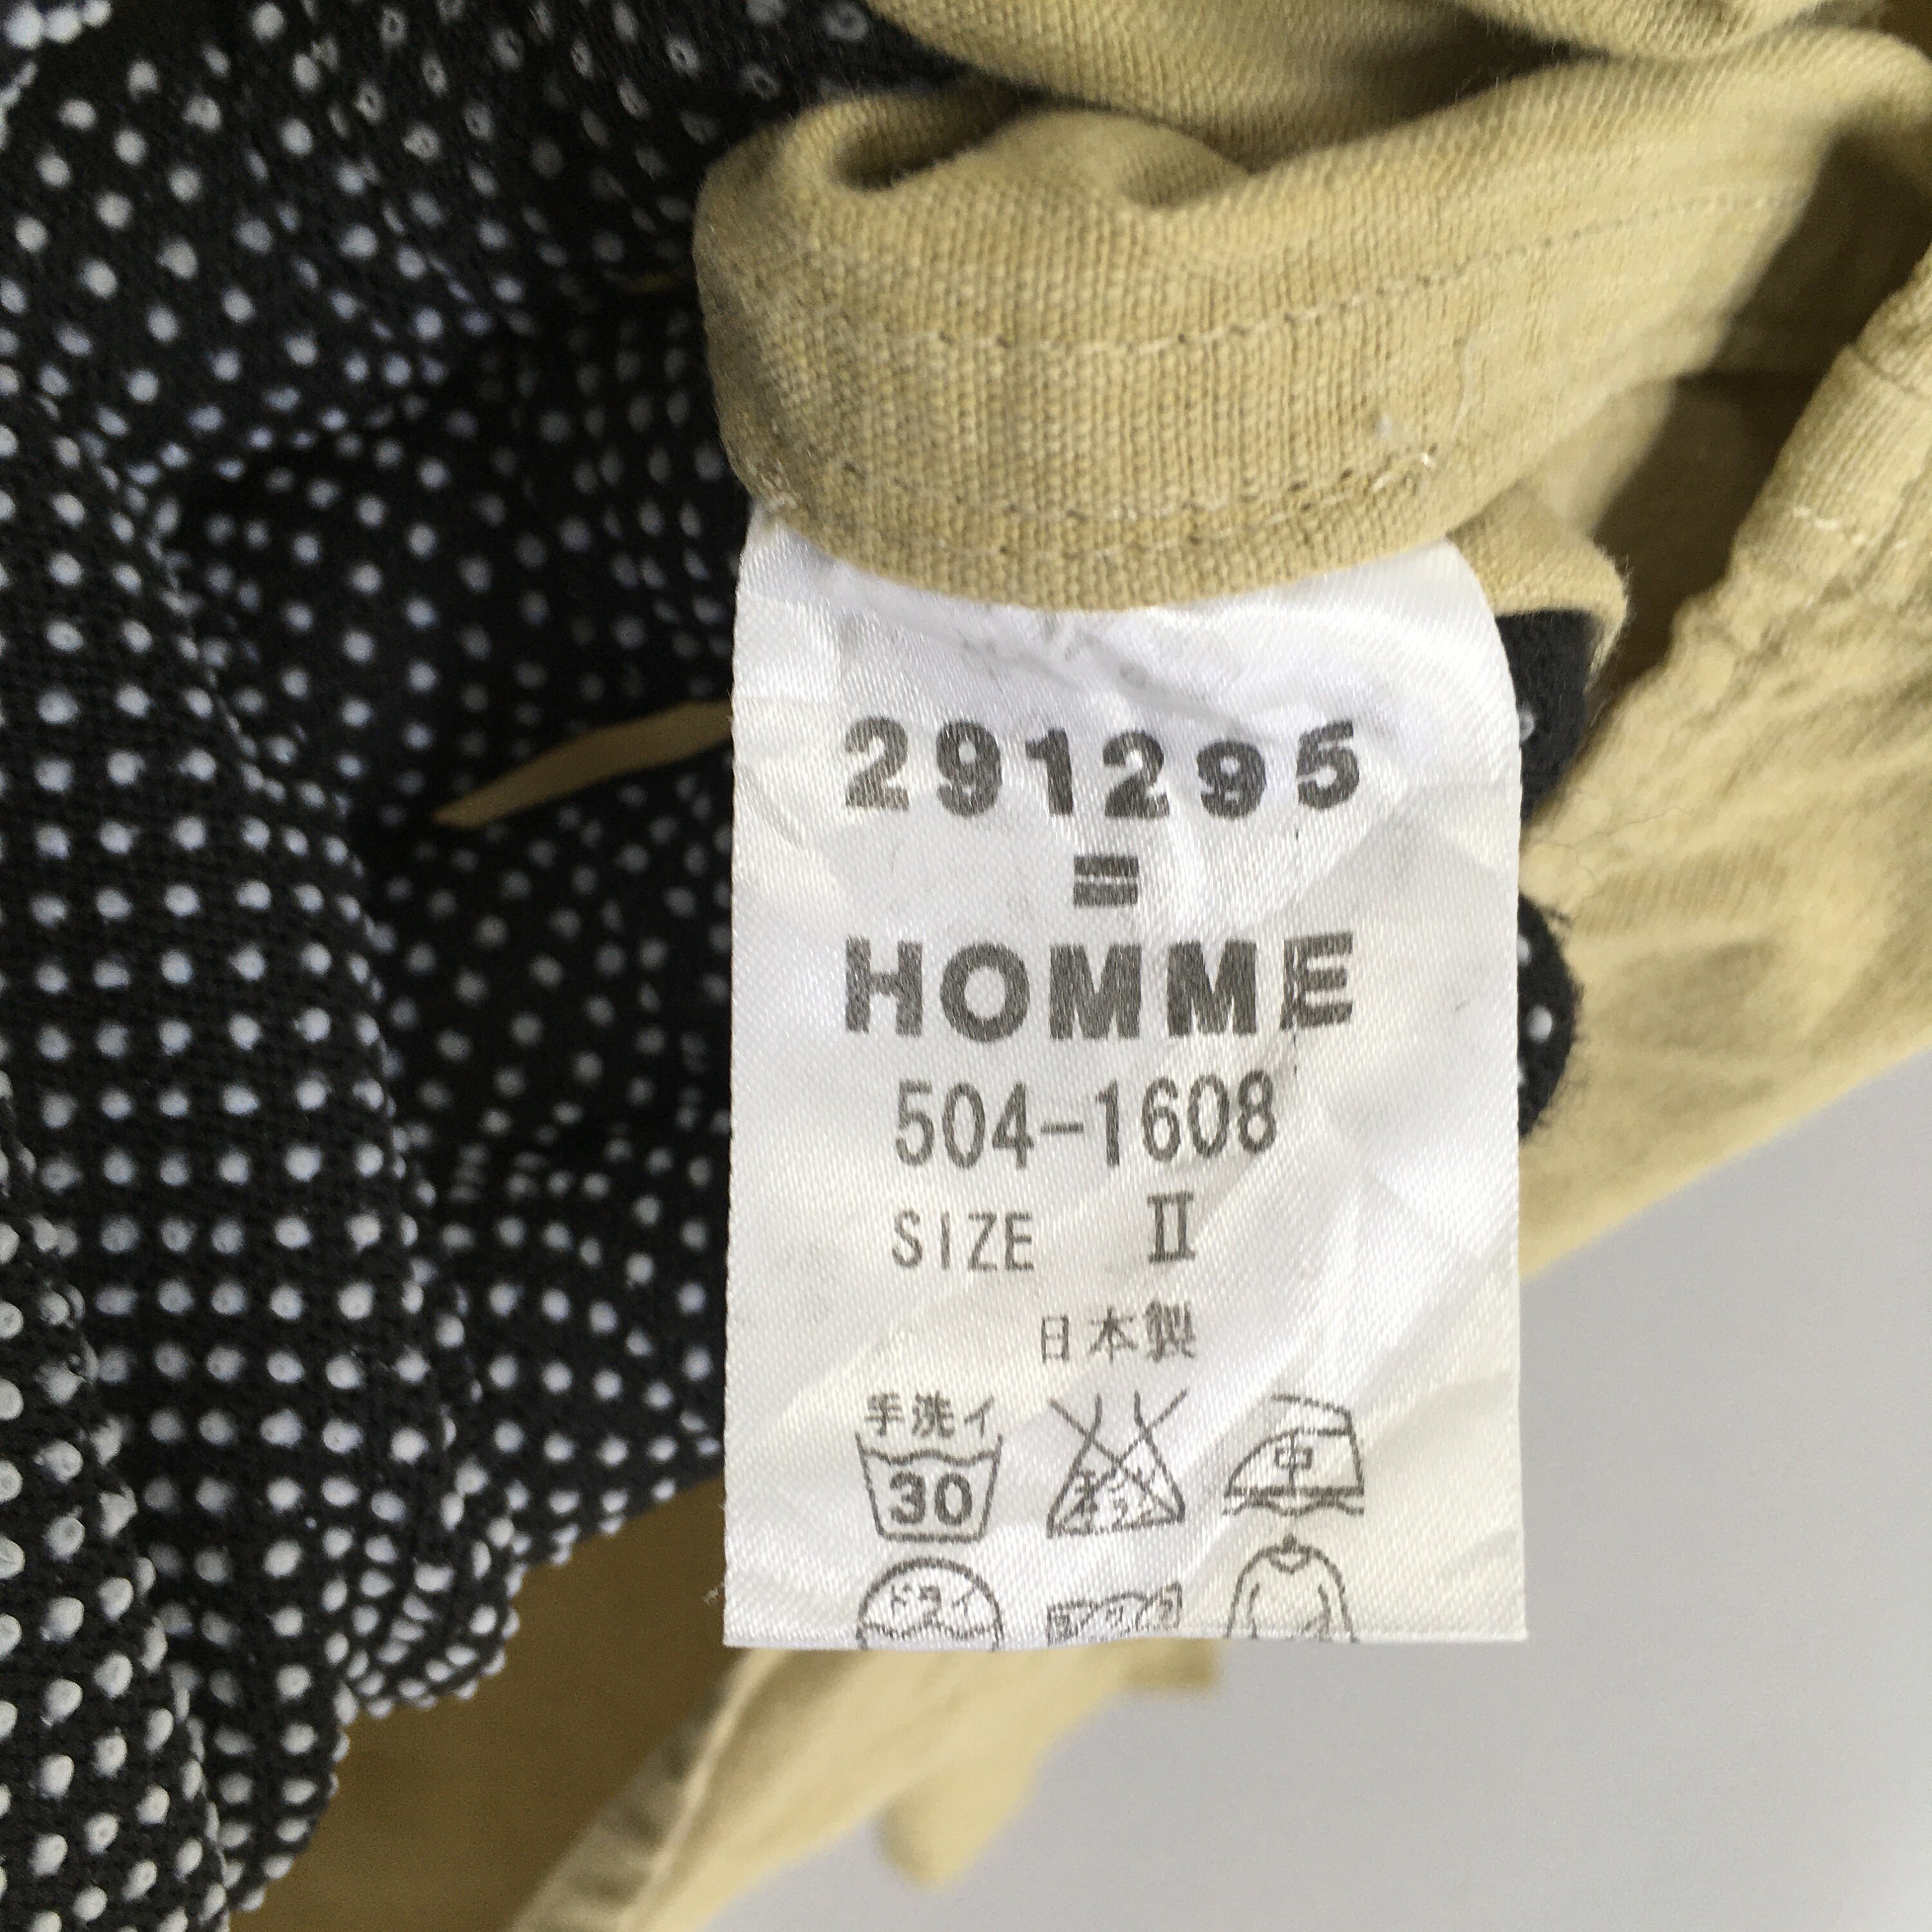 291295
=
HOMME
504-1608
SIZE II
日本製
手洗イ 中
30
ドライ